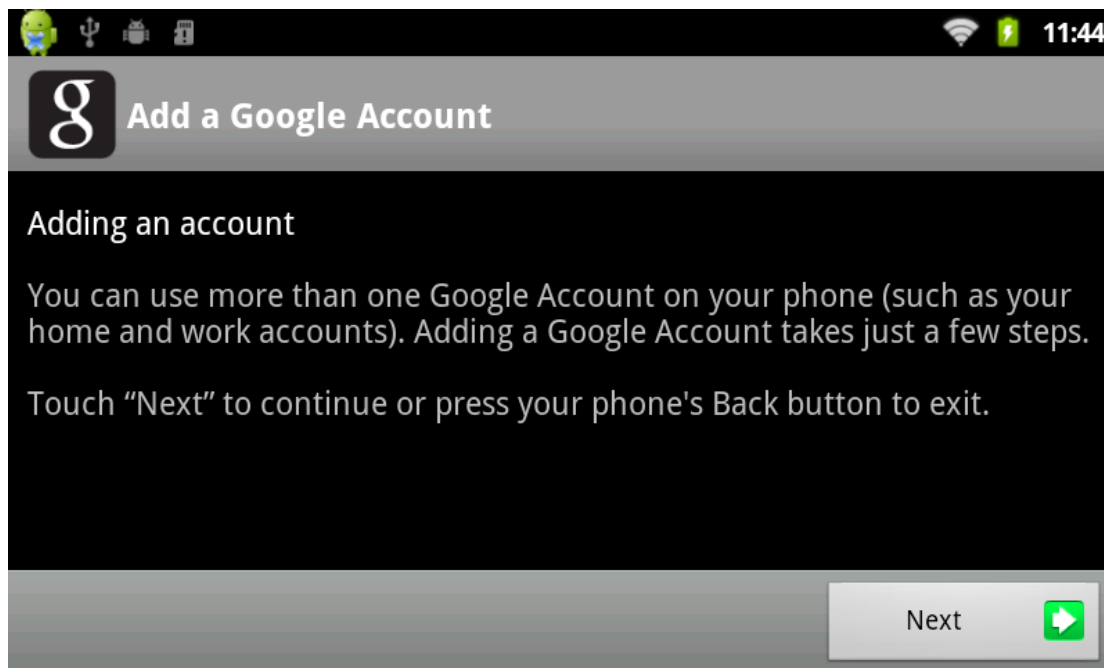 11:44
g Add a Google Account
Adding an account
You can use more than one Google Account on your phone (such as your
home and work accounts). Adding a Google Account takes just a few steps.
Touch “Next” to continue or press your phone's Back button to exit.
Next